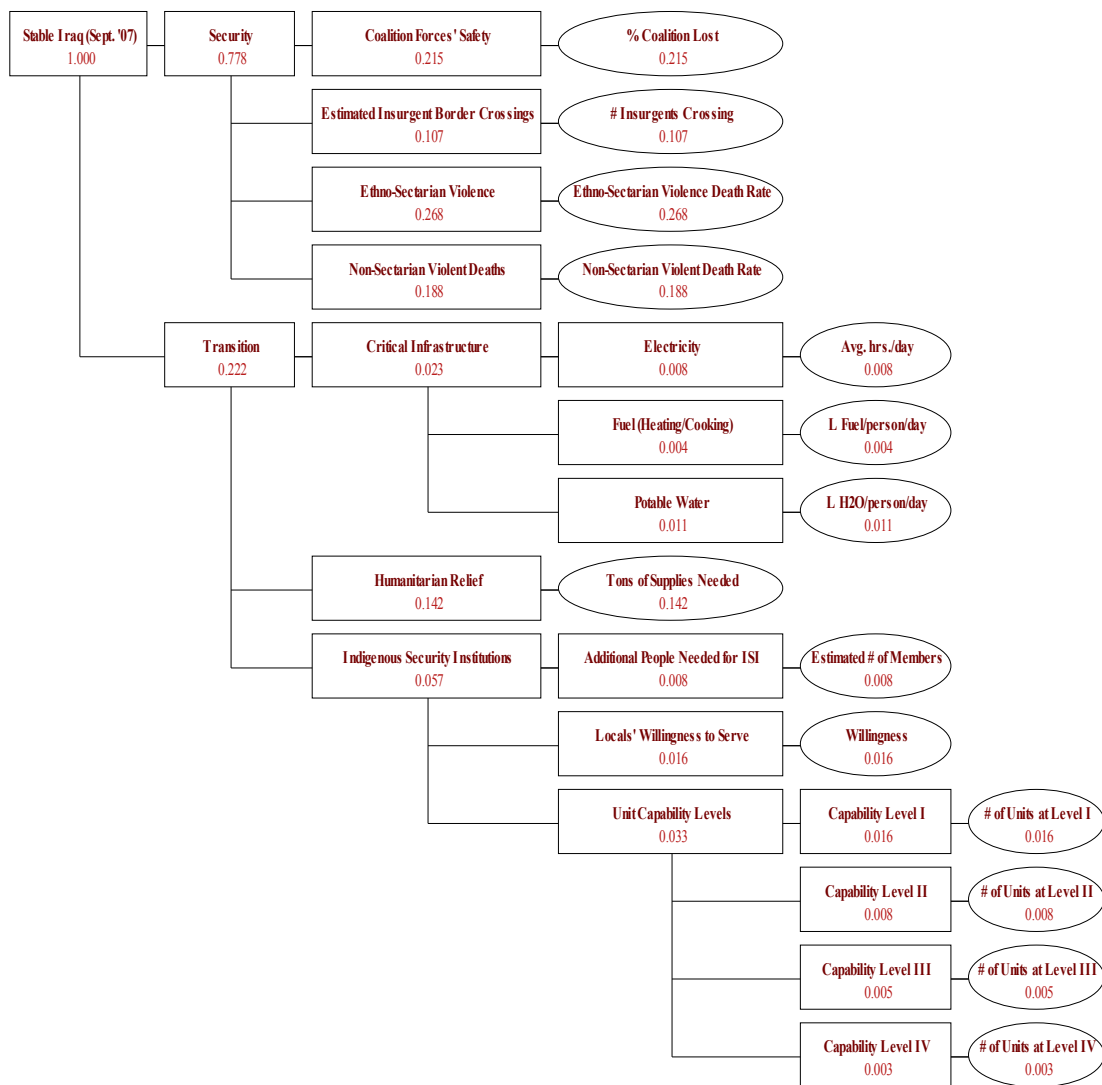 Stable Iraq (Sept. '07)
1.000
Security
0.778
Coalition Forces' Safety
0.215
% Coalition Lost
0.215
Estimated Insurgent Border Crossings
0.107
# Insurgents Crossing
0.107
Ethno-Sectarian Violence
0.268
Ethno-Sectarian Violence Death Rate
0.268
Non-Sectarian Violent Deaths
0.188
Non-Sectarian Violent Death Rate
0.188
Transition
0.222
Critical Infrastructure
0.023
Electricity
0.008
Avg. hrs./day
0.008
Fuel (Heating/Cooking)
0.004
L Fuel/person/day
0.004
Potable Water
0.011
L H2O/person/day
0.011
Humanitarian Relief
0.142
Tons of Supplies Needed
0.142
Indigenous Security Institutions
0.057
Additional People Needed for ISI
0.008
Estimated # of Members
0.008
Locals' Willingness to Serve
0.016
Willingness
0.016
Unit Capability Levels
0.033
Capability Level I
0.016
# of Units at Level I
0.016
Capability Level II
0.008
# of Units at Level II
0.008
Capability Level III
0.005
# of Units at Level III
0.005
Capability Level IV
0.003
# of Units at Level IV
0.003